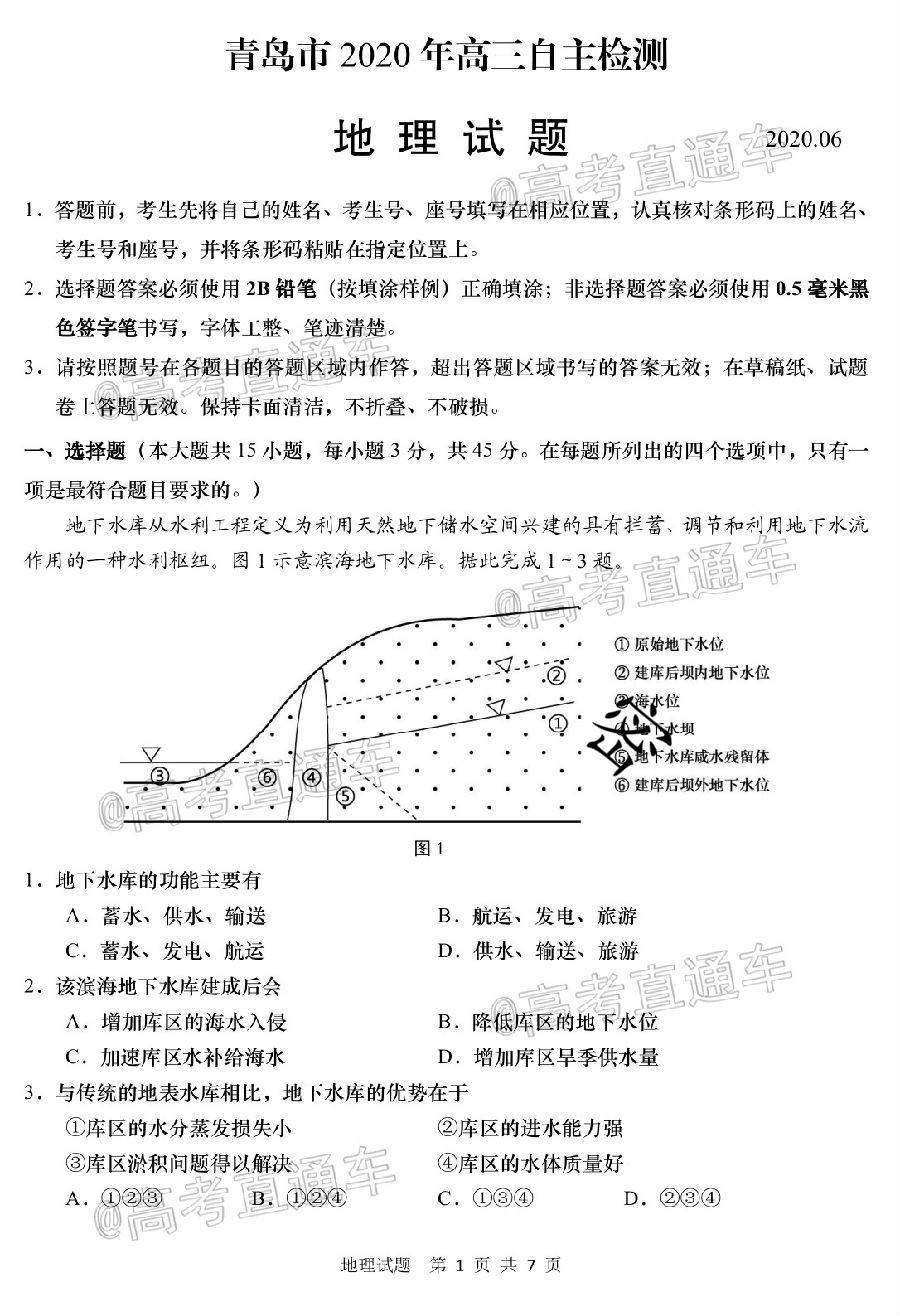 青岛市 2020 年高三自主检测
地 理 试 题
2020.06
1．答题前，考生先将自己的姓名、考生号、座号填写在相应位置，认真核对条形码上的姓名、
考生号和座号，并将条形码粘贴在指定位置上。
2．选择题答案必须使用 2B 铅笔（按填涂样例）正确填涂；非选择题答案必须使用 0.5 毫米黑
色签字笔书写，字体工整、笔迹清楚。
3．请按照题号在各题目的答题区域内作答，超出答题区域书写的答案无效；在草稿纸、试题
卷上答题无效。保持卡面清洁，不折叠、不破损。
一、选择题（本大题共 15 小题，每小题 3 分，共 45 分。在每题所列出的四个选项中，只有一
项是最符合题目要求的。）
地下水库从水利工程定义为利用天然地下储水空间兴建的具有拦蓄、调节和利用地下水流
作用的一种水利枢纽。图 1 示意滨海地下水库。据此完成 1～3 题。
① 原始地下水位
② 建库后坝内地下水位
③ 海水位
④ 地下水坝
⑤ 地下水库咸水残留体
⑥ 建库后坝外地下水位
②
①
③
⑥
④
⑤
密
图 1
1．地下水库的功能主要有
A．蓄水、供水、输送
B．航运、发电、旅游
C．蓄水、发电、航运
D．供水、输送、旅游
2．该滨海地下水库建成后会
A．增加库区的海水入侵
B．降低库区的地下水位
C．加速库区水补给海水
D．增加库区旱季供水量
3．与传统的地表水库相比，地下水库的优势在于
①库区的水分蒸发损失小
②库区的进水能力强
③库区淤积问题得以解决
④库区的水体质量好
A．①②③ B．①②④ C．①③④ D．②③④
地理试题 第 1 页 共 7 页
@高考直通车
@高考直通车
@高考直通车
@高考直通车
@高考直通车
@高考直通车